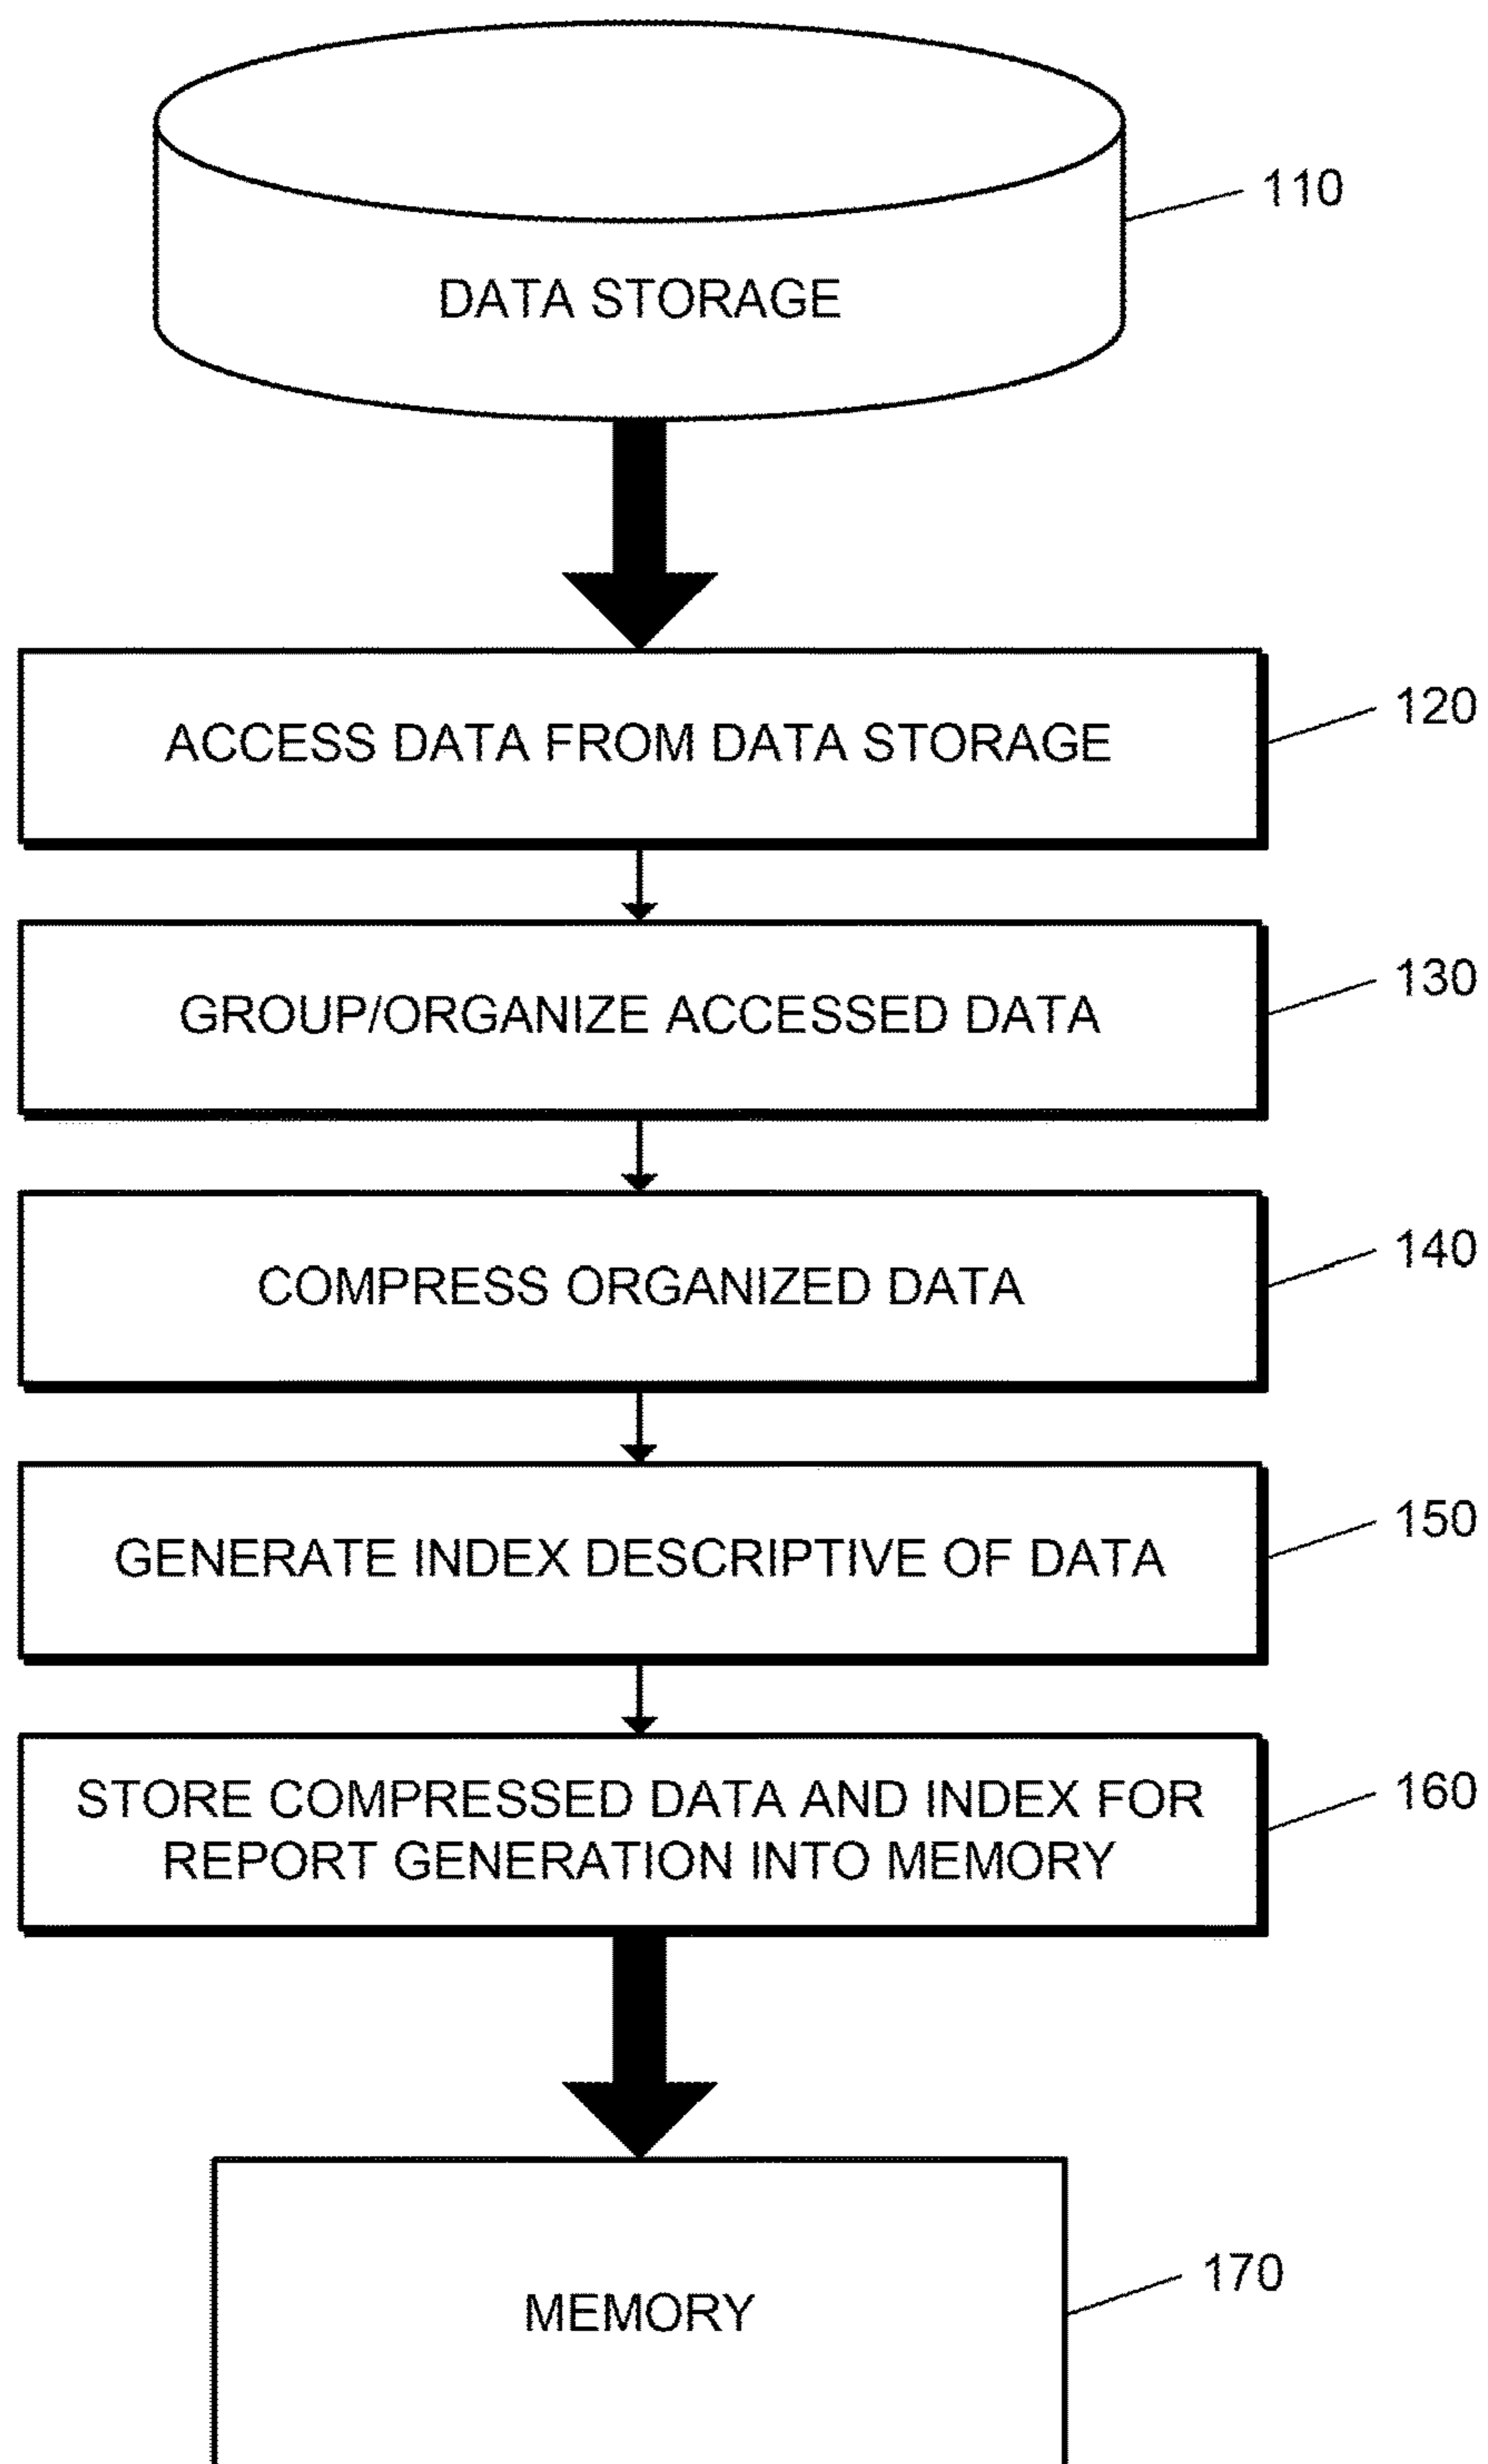 110
DATA STORAGE
ACCESS DATA FROM DATA STORAGE
120
GROUP/ORGANIZE ACCESSED DATA
130
COMPRESS ORGANIZED DATA
140
GENERATE INDEX DESCRIPTIVE OF DATA
150
STORE COMPRESSED DATA AND INDEX FOR
REPORT GENERATION INTO MEMORY
160
MEMORY
170